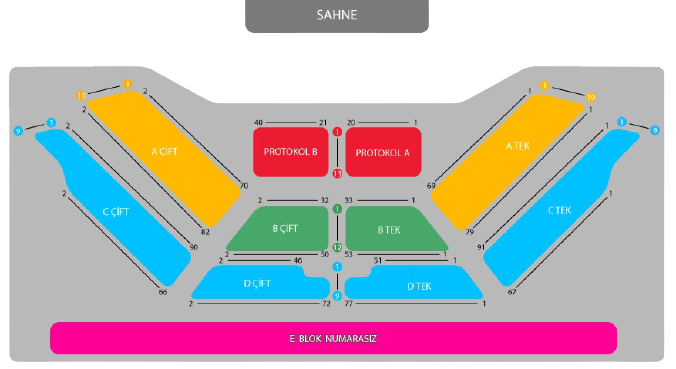 SAHNE
1 2 1
10 1 10
2 1
9 1 2 1 1 9
40 21 20 1
1
PROTOKOL B PROTOKOL A
A ÇİFT A TEK
13
2 1
70 69
2 32 33 1
1
C ÇİFT C TEK
B ÇİFT B TEK
82 79
12
90 2 50 53 1 91
2 46 51 1
1
D ÇİFT D TEK
66 9 67
2 72 77 1
E BLOK NUMARASIZ